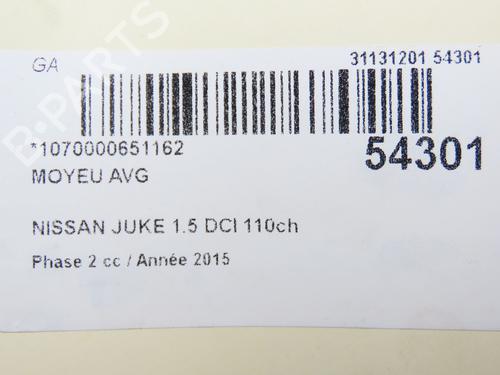 GA
31131201 54301
*1070000651162
54301
MOYEU AVG
NISSAN JUKE 1.5 DCI 110ch
Phase 2 cc / Année 2015
B-PARTS